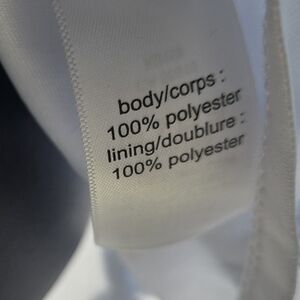 body/corps :
100% polyester
lining/doublure :
100% polyester